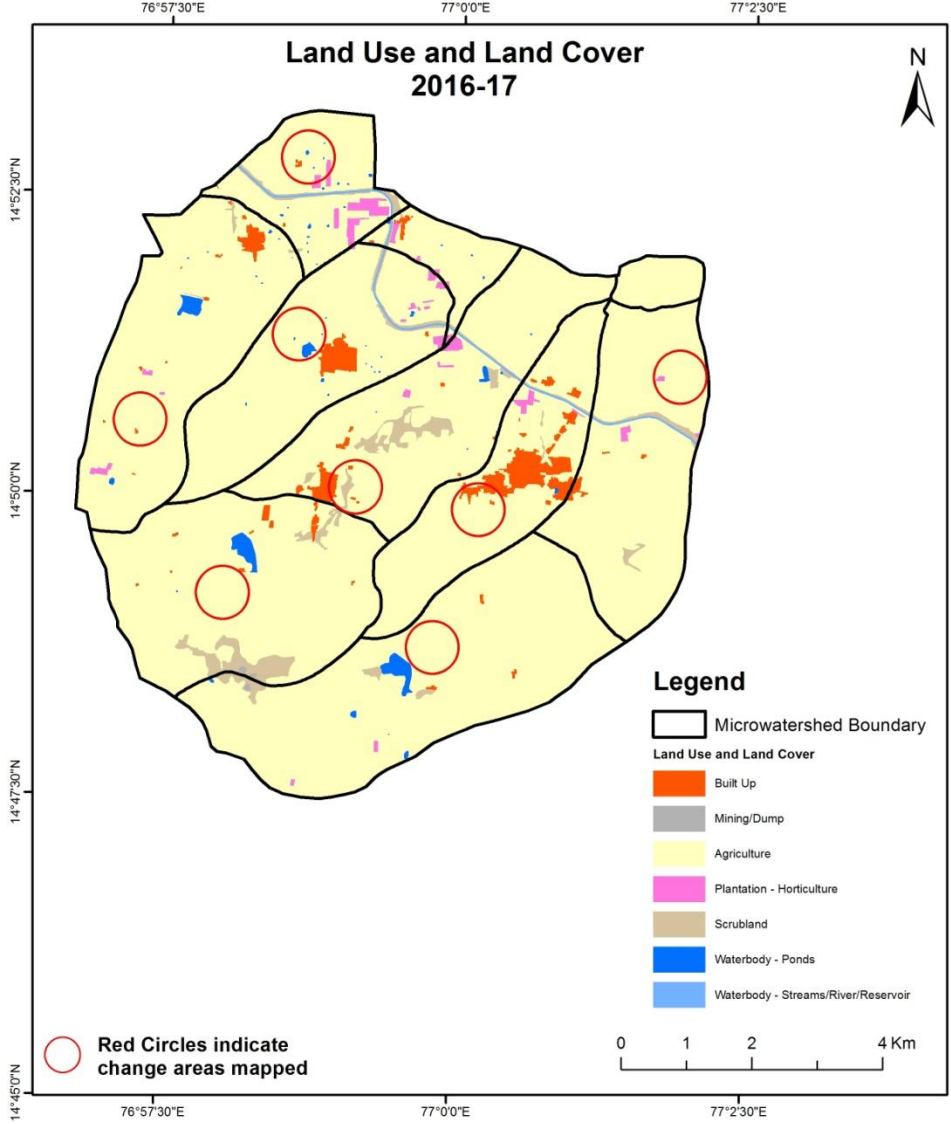 76°57'30"E
77°0'0"E
77°2'30"E
Land Use and Land Cover
2016-17
N
14°52'30"N
14°50'0"N
14°47'30"N
14°45'0"N
Legend
Microwatershed Boundary
Land Use and Land Cover
Built Up
Mining/Dump
Agriculture
Plantation - Horticulture
Scrubland
Waterbody - Ponds
Waterbody - Streams/River/Reservoir
Red Circles indicate
change areas mapped
0 1 2 4 Km
76°57'30"E
77°0'0"E
77°2'30"E